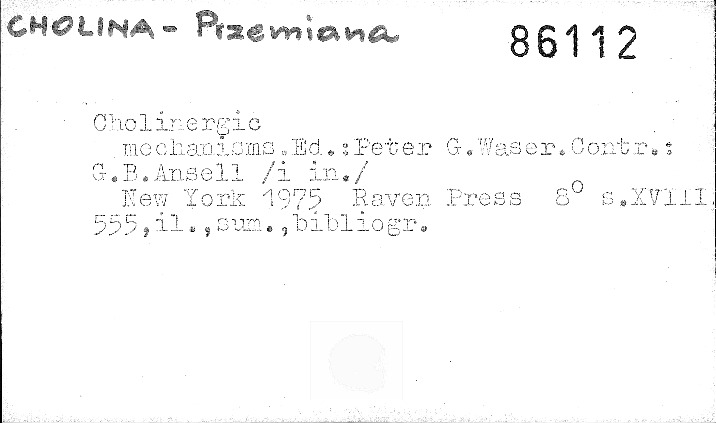 CHOLINA - Przemiana
86112
Cholinergic
mechanisms.Ed.:Peter G.Waser.Contr.:
G.B.Ansell /i in./
New York 1975 Raven Press 8° s.XVIII,
555,il.,sum.,bibliogr.